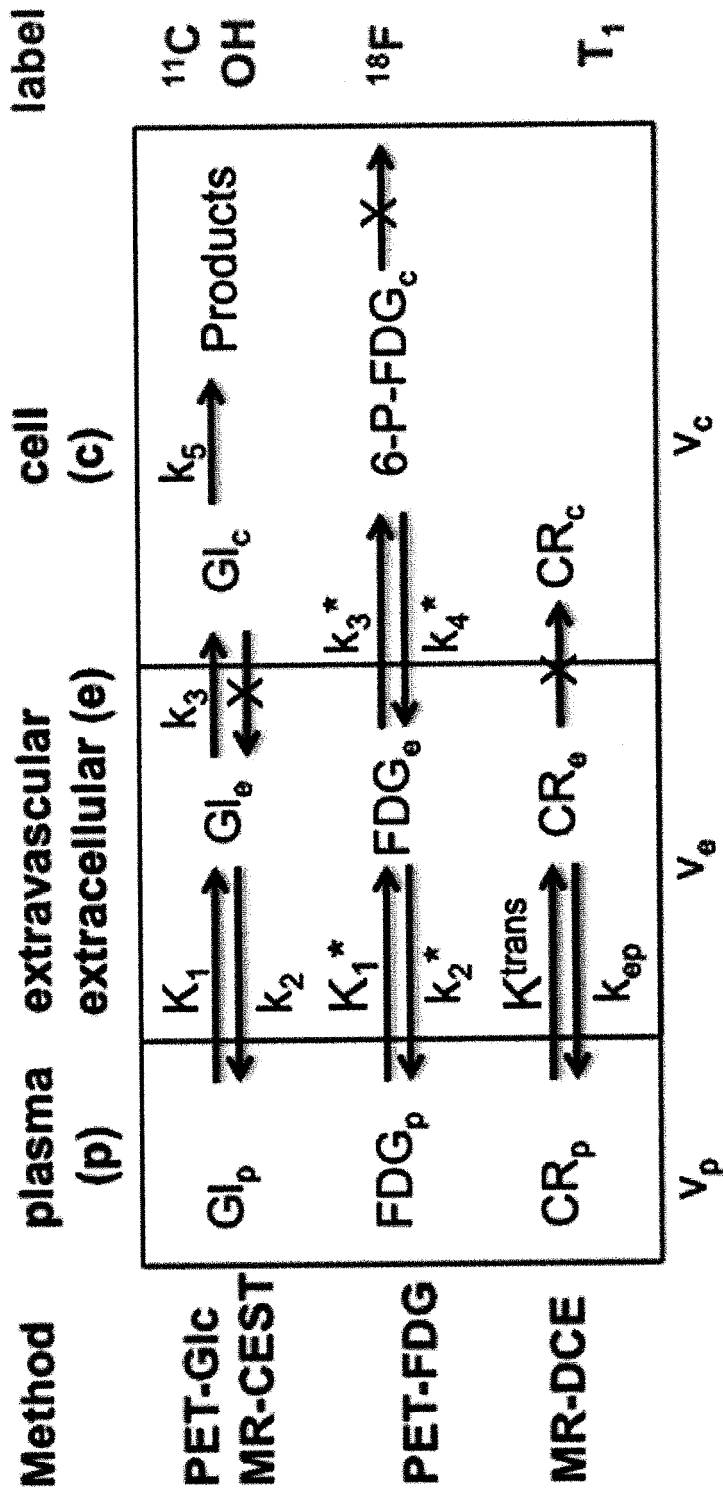 Method plasma (p) extravascular extracellular (e) cell (c) label
PET-Glc
MR-CEST
Gl_p K_1 k_2 Gl_e k_3 X Gl_c k_5 Products
¹¹C
OH
PET-FDG
FDG_p K_1* k_2* FDG_e k_3* k_4* 6-P-FDG_c X
¹⁸F
MR-DCE
CR_p K^trans k_ep CR_e X CR_c
T_1
V_p V_e V_c